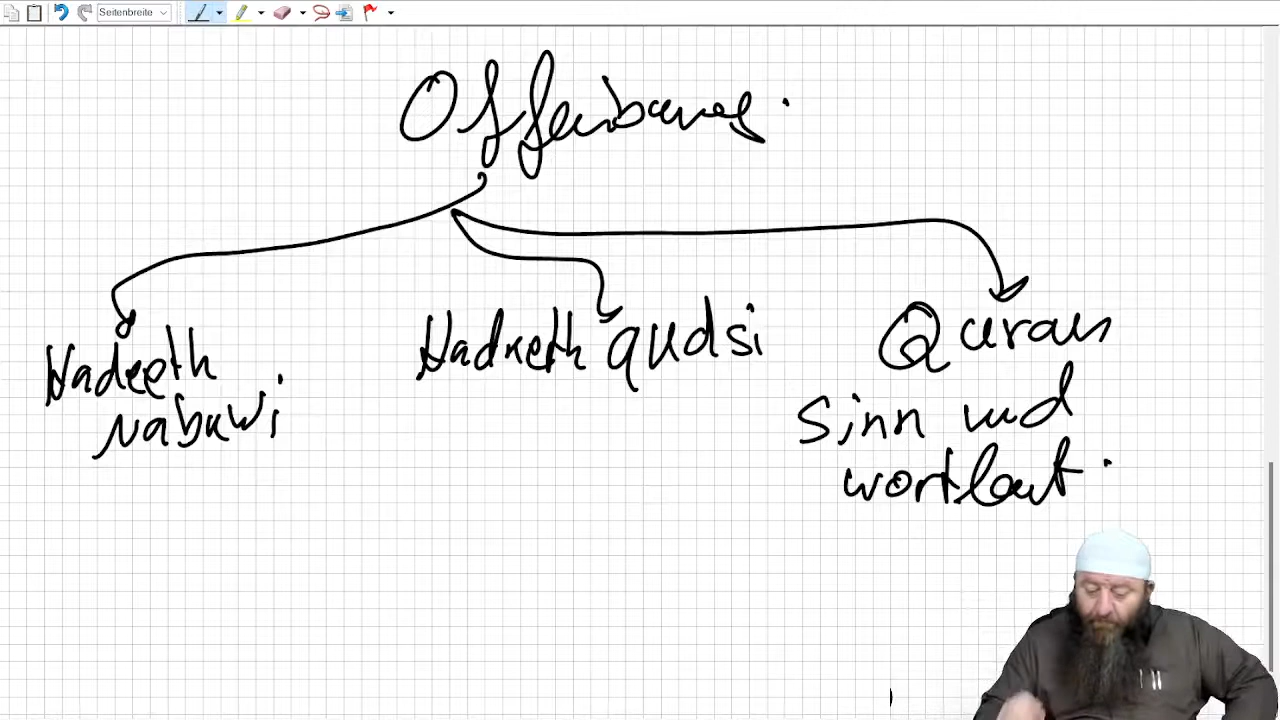 Seitenbreite
Offenbarung.
Hadeeth
Nabawi
Hadeeth qudsi
Quran
Sinn und
wortlaut.